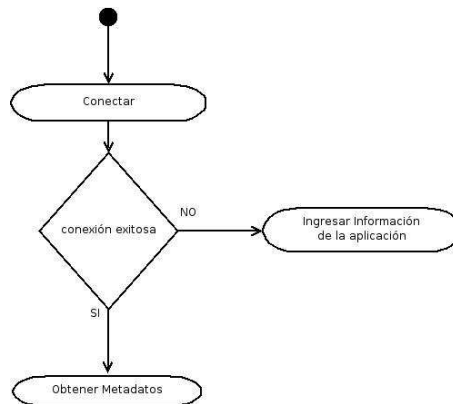 Conectar
conexión exitosa
NO
Ingresar Información
de la aplicación
SI
Obtener Metadatos